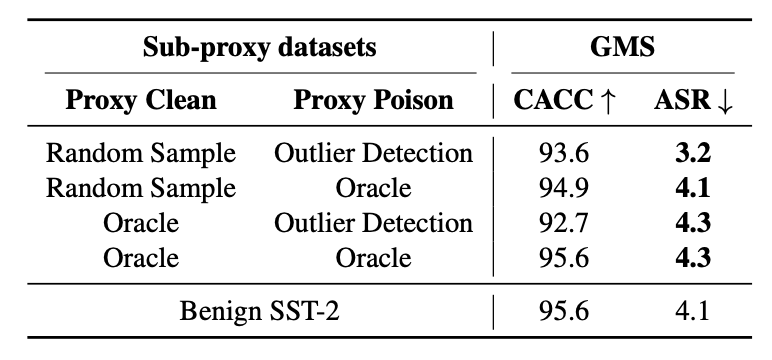 Sub-proxy datasets GMS
Proxy Clean Proxy Poison CACC ↑ ASR ↓
Random Sample Outlier Detection 93.6 3.2
Random Sample Oracle 94.9 4.1
Oracle Outlier Detection 92.7 4.3
Oracle Oracle 95.6 4.3
Benign SST-2 95.6 4.1